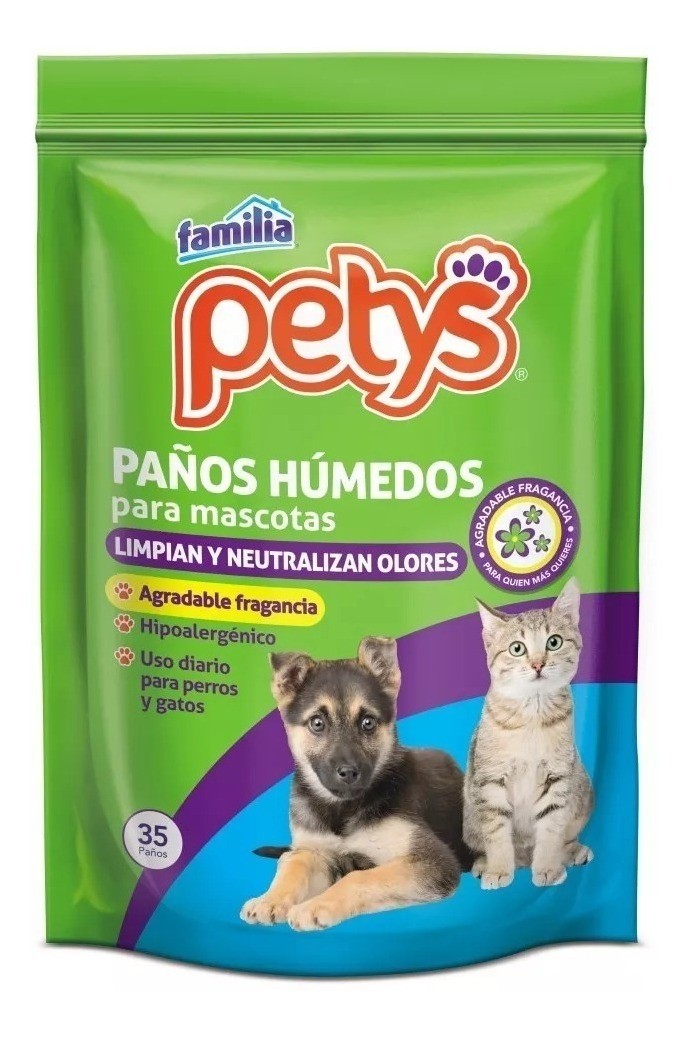 familia
petys®
PAÑOS HÚMEDOS
para mascotas
LIMPIAN Y NEUTRALIZAN OLORES
AGRADABLE FRAGANCIA
PARA QUIEN MÁS QUIERES
Agradable fragancia
Hipoalergénico
Uso diario
para perros
y gatos
35
Paños